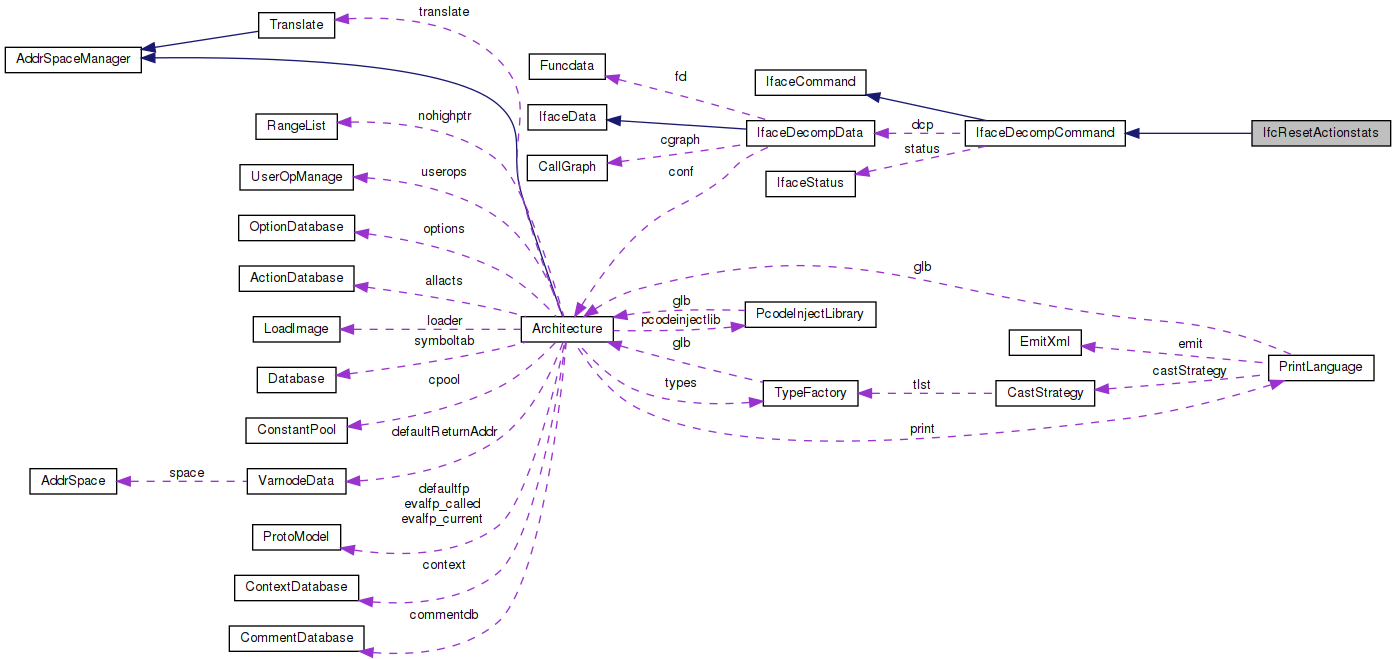 Translate
translate
AddrSpaceManager
Funcdata
fd
IfaceCommand
RangeList
nohighptr
IfaceData
IfaceDecompData
dcp
IfaceDecompCommand
IfcResetActionstats
cgraph
status
UserOpManage
userops
CallGraph
conf
IfaceStatus
OptionDatabase
options
ActionDatabase
allacts
glb
glb
PcodeInjectLibrary
LoadImage
loader
Architecture
pcodeinjectlib
symboltab
glb
EmitXml
emit
Database
cpool
types
castStrategy
PrintLanguage
TypeFactory
tlst
CastStrategy
ConstantPool
defaultReturnAddr
print
AddrSpace
space
VarnodeData
defaultfp
evalfp_called
evalfp_current
ProtoModel
context
ContextDatabase
commentdb
CommentDatabase